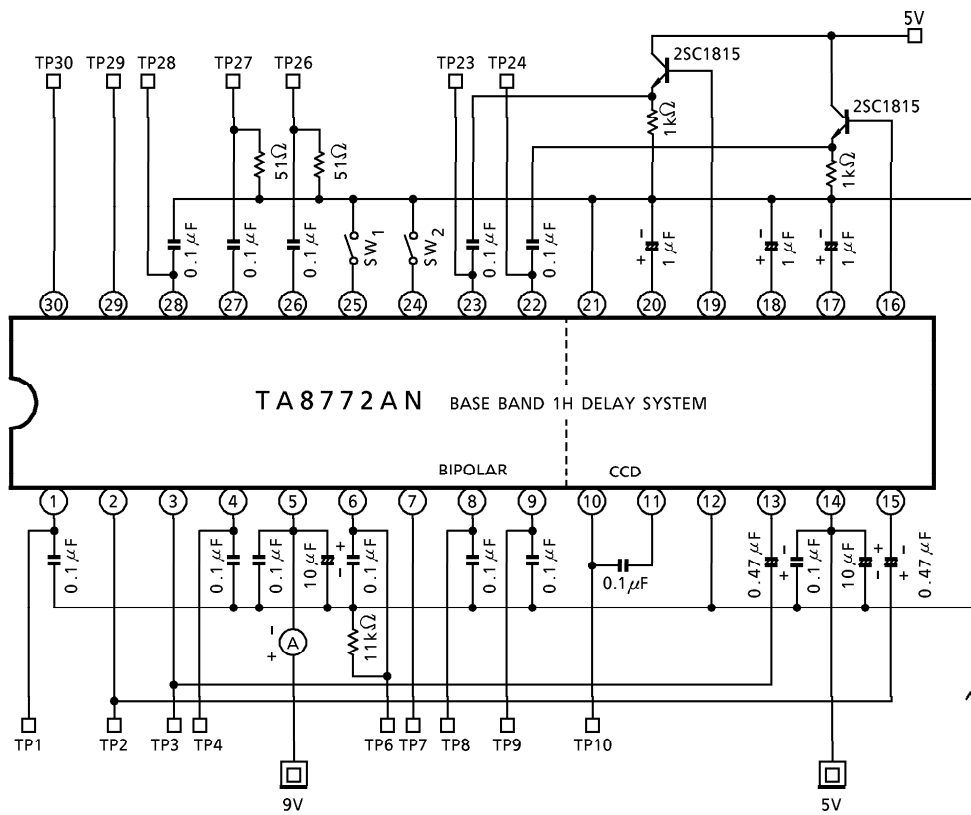 5V
TP30 TP29 TP28 TP27 TP26 TP23 TP24 2SC1815
2SC1815
51Ω 51Ω 1kΩ 1kΩ
0.1μF 0.1μF 0.1μF SW1 SW2 0.1μF 0.1μF - + 1μF - + 1μF - + 1μF
30 29 28 27 26 25 24 23 22 21 20 19 18 17 16
TA8772AN BASE BAND 1H DELAY SYSTEM
BIPOLAR CCD
1 2 3 4 5 6 7 8 9 10 11 12 13 14 15
0.1μF 0.1μF 0.1μF 10μF + - 0.1μF 0.1μF 0.1μF 0.1μF 0.47μF - + 0.1μF 10μF + - - + 0.47μF
- + A 11kΩ
TP1 TP2 TP3 TP4 TP6 TP7 TP8 TP9 TP10
9V 5V